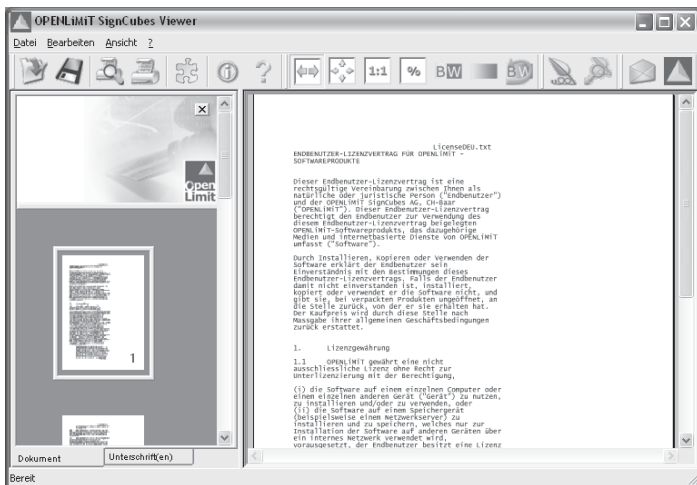 OPENLiMiT SignCubes Viewer
Datei Bearbeiten Ansicht ?
1:1 % BW BW
Open
Limit
1
Dokument Unterschrift(en)
LicenseDEU.txt
ENDBENUTZER-LIZENZVERTRAG FÜR OPENLiMiT -
SOFTWAREPRODUKTE
Dieser Endbenutzer-Lizenzvertrag ist eine
rechtsgültige Vereinbarung zwischen Ihnen als
natürliche oder juristische Person ("Endbenutzer")
und der OPENLiMiT SignCubes AG, CH-Baar
("OPENLiMiT"). Dieser Endbenutzer-Lizenzvertrag
berechtigt den Endbenutzer zur Verwendung des
diesem Endbenutzer-Lizenzvertrag beigelegten
OPENLiMiT-Softwareprodukts, das dazugehörige
Medien und internetbasierte Dienste von OPENLiMiT
umfasst ("Software").
Durch Installieren, Kopieren oder Verwenden der
Software erklärt der Endbenutzer sein
Einverständnis mit den Bestimmungen dieses
Endbenutzer-Lizenzvertrags. Falls der Endbenutzer
damit nicht einverstanden ist, installiert,
kopiert oder verwendet er die Software nicht, und
gibt sie, bei verpackten Produkten ungeöffnet, an
die Stelle zurück, von der er sie erhalten hat.
Der Kaufpreis wird durch diese Stelle nach
Massgabe ihrer allgemeinen Geschäftsbedingungen
zurück erstattet.
1. Lizenzgewährung
1.1 OPENLiMiT gewährt eine nicht
ausschliessliche Lizenz ohne Recht zur
Unterlizenzierung mit der Berechtigung,
(i) die Software auf einem einzelnen Computer oder
einem einzelnen anderen Gerät ("Gerät") zu nutzen,
zu installieren und/oder zu verwenden, oder
(ii) die Software auf einem Speichergerät
(beispielsweise einem Netzwerkserver) zu
installieren und zu speichern, welches nur zur
Installation der Software auf anderen Geräten über
ein internes Netzwerk verwendet wird,
vorausgesetzt, der Endbenutzer besitzt eine Lizenz
Bereit